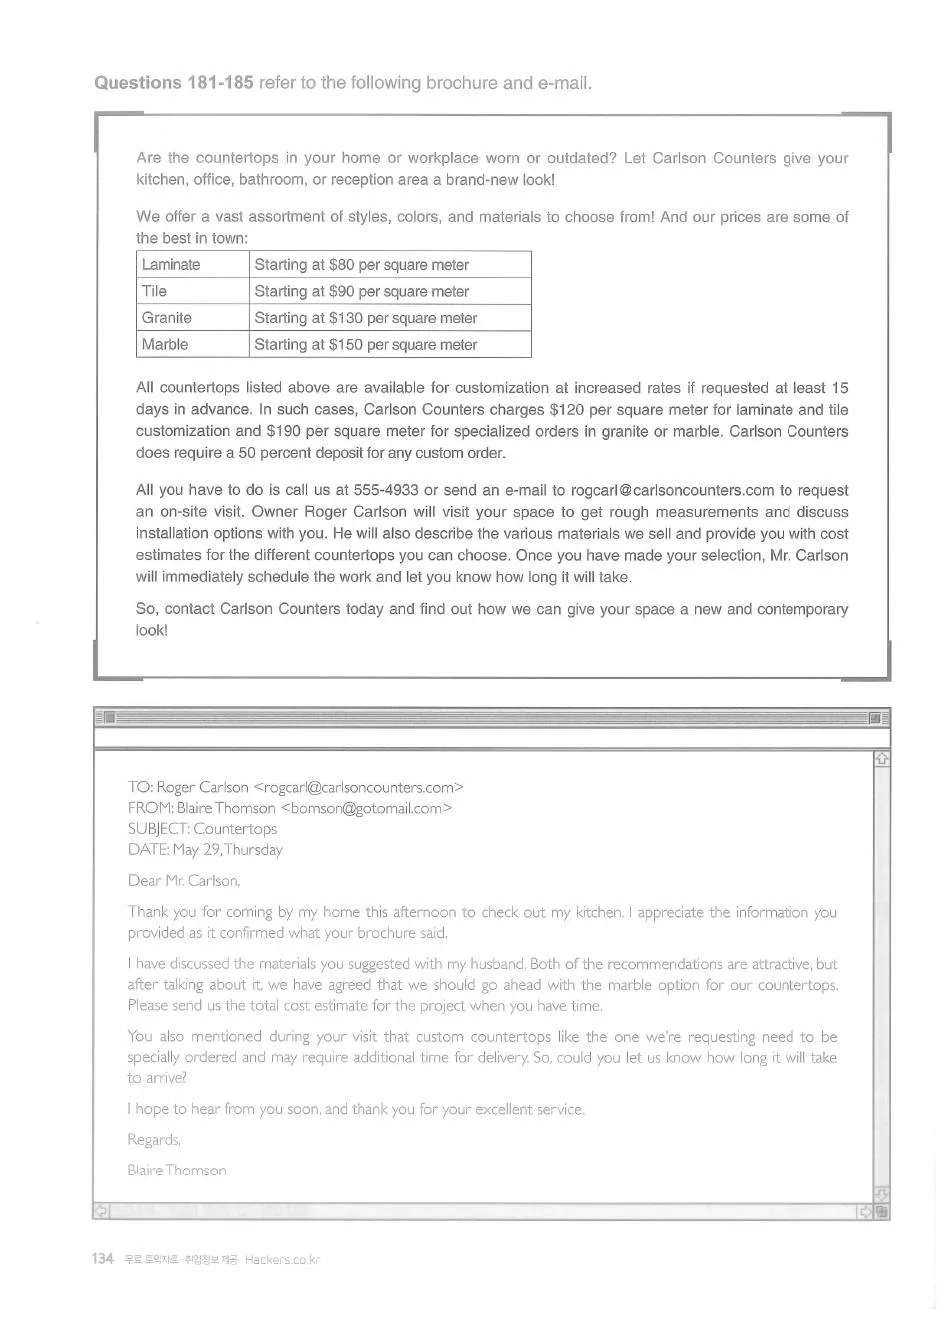 Questions 181-185 refer to the following brochure and e-mail.
Are the countertops in your home or workplace worn or outdated? Let Carlson Counters give your
kitchen, office, bathroom, or reception area a brand-new look!
We offer a vast assortment of styles, colors, and materials to choose from! And our prices are some of
the best in town:
Laminate Starting at $80 per square meter
Tile Starting at $90 per square meter
Granite Starting at $130 per square meter
Marble Starting at $150 per square meter
All countertops listed above are available for customization at increased rates if requested at least 15
days in advance. In such cases, Carlson Counters charges $120 per square meter for laminate and tile
customization and $190 per square meter for specialized orders in granite or marble. Carlson Counters
does require a 50 percent deposit for any custom order.
All you have to do is call us at 555-4933 or send an e-mail to rogcarl@carlsoncounters.com to request
an on-site visit. Owner Roger Carlson will visit your space to get rough measurements and discuss
installation options with you. He will also describe the various materials we sell and provide you with cost
estimates for the different countertops you can choose. Once you have made your selection, Mr. Carlson
will immediately schedule the work and let you know how long it will take.
So, contact Carlson Counters today and find out how we can give your space a new and contemporary
look!
TO: Roger Carlson <rogcarl@carlsoncounters.com>
FROM: Blaire Thomson <bomson@gotomail.com>
SUBJECT: Countertops
DATE: May 29, Thursday
Dear Mr. Carlson,
Thank you for coming by my home this afternoon to check out my kitchen. I appreciate the information you
provided as it confirmed what your brochure said.
I have discussed the materials you suggested with my husband. Both of the recommendations are attractive, but
after talking about it, we have agreed that we should go ahead with the marble option for our countertops.
Please send us the total cost estimate for the project when you have time.
You also mentioned during your visit that custom countertops like the one we're requesting need to be
specially ordered and may require additional time for delivery. So, could you let us know how long it will take
to arrive?
I hope to hear from you soon, and thank you for your excellent service.
Regards,
Blaire Thomson
134 무료 토익자료·취업정보 제공 Hackers.co.kr